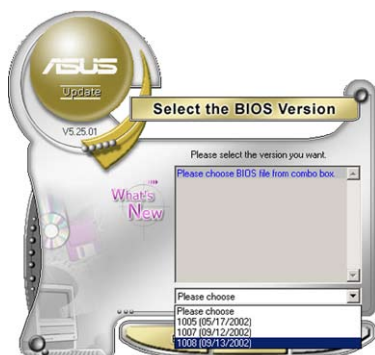 ASUS
Update
V5.25.01
Select the BIOS Version
Please select the version you want.
Please choose BIOS file from combo box.
What's
New
Please choose
Please choose
1005 (05/17/2002)
1007 (09/12/2002)
1008 (09/13/2002)